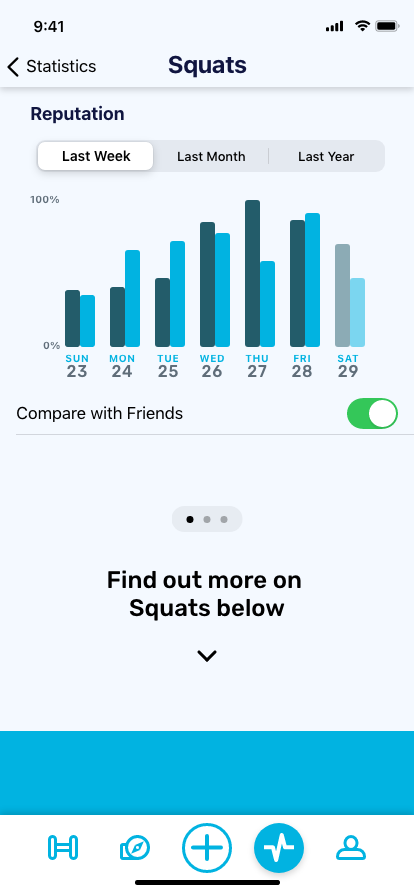 9:41
Statistics
Squats
Reputation
Last Week Last Month Last Year
100%
0%
SUN MON TUE WED THU FRI SAT
23 24 25 26 27 28 29
Compare with Friends
Find out more on
Squats below